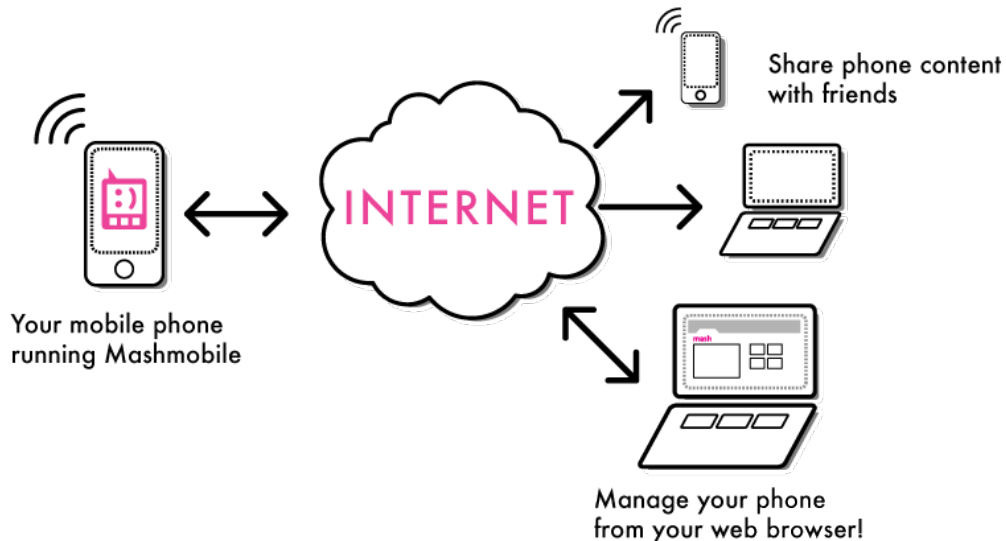 Share phone content
with friends
INTERNET
:)
Your mobile phone
running Mashmobile
mash
Manage your phone
from your web browser!